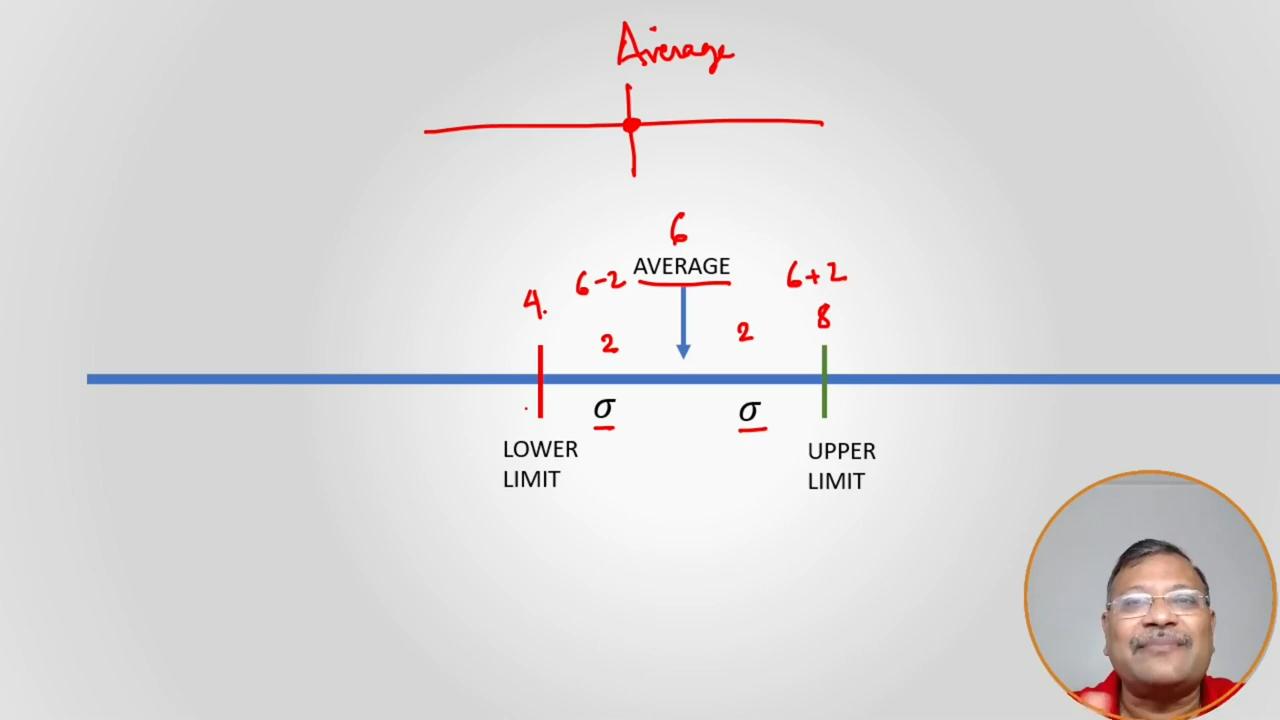 Average
6
AVERAGE
6-2
6+2
4.
8
2
2
σ
σ
LOWER
LIMIT
UPPER
LIMIT